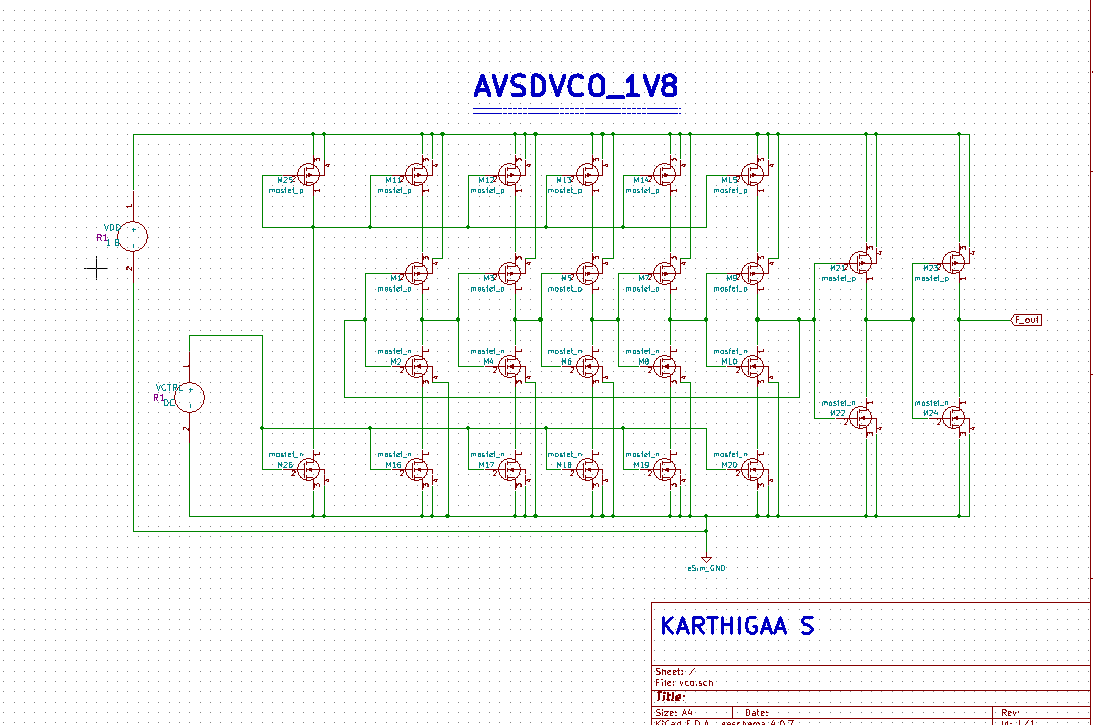 AVSDVCO_1V8
M25 M11 M12 M13 M14 M15
mosfet_p mosfet_p mosfet_p mosfet_p mosfet_p mosfet_p
VDD
R1
M1 M3 M5 M7 M9 M21 M23
mosfet_p mosfet_p mosfet_p mosfet_p mosfet_p mosfet_p mosfet_p
F_out
mosfet_n mosfet_n mosfet_n mosfet_n mosfet_n
M2 M4 M6 M8 M10
VCTRL
R1 DC
mosfet_n mosfet_n
M22 M24
mosfet_n mosfet_n mosfet_n mosfet_n mosfet_n mosfet_n
M26 M16 M17 M18 M19 M20
eSim_GND
KARTHIGAA S
Sheet: /
File: vco.sch
Title:
Size: A4 Date: Rev:
KiCad E.D.A. eeschema 4.0.7 Id: 1/1